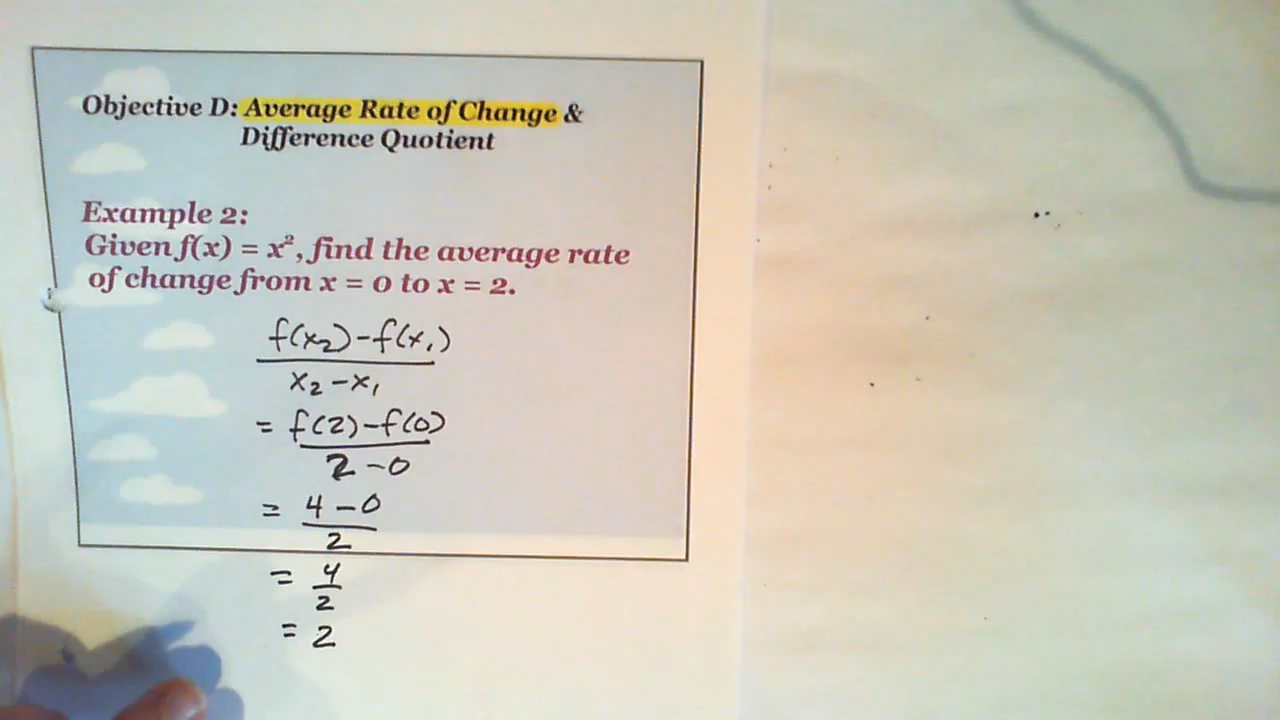 Objective D: Average Rate of Change &
Difference Quotient
Example 2:
Given f(x) = x², find the average rate
of change from x = 0 to x = 2.
f(x₂)-f(x₁)
x₂-x₁
= f(2)-f(0)
2-0
= 4-0
2
= 4
2
= 2